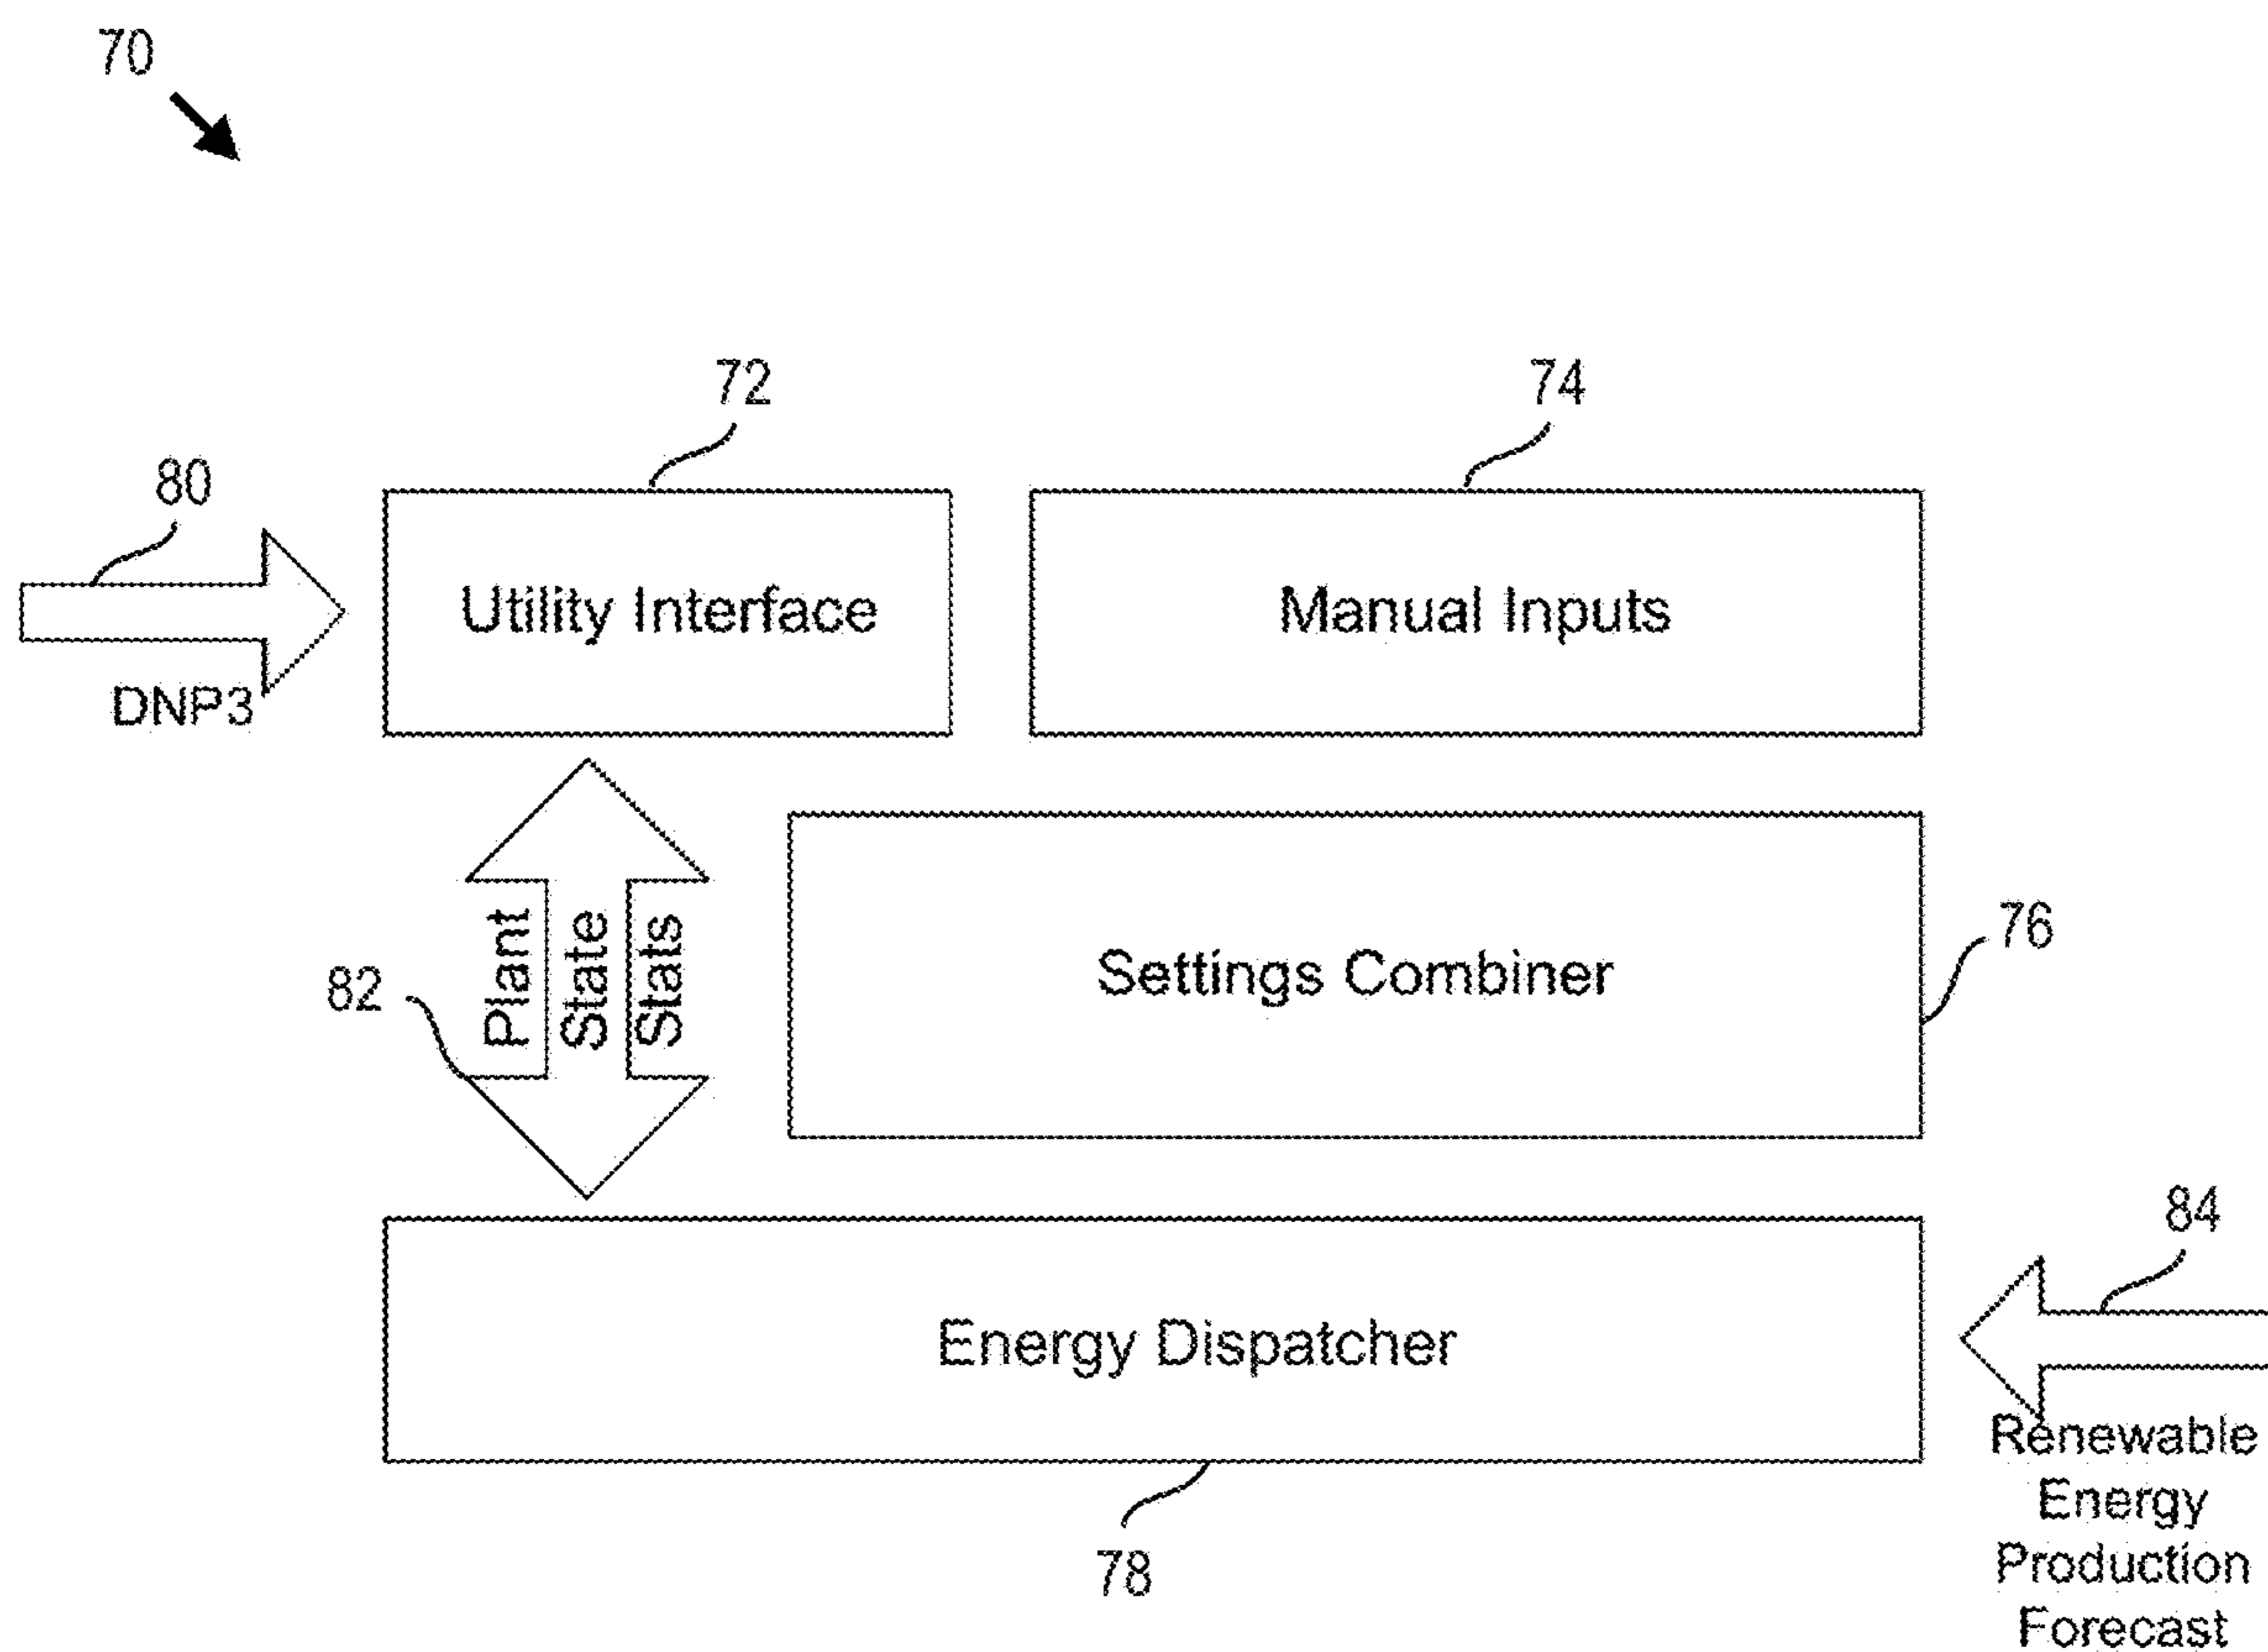 70
72
74
80
Utility Interface
Manual Inputs
DNP3
Plant
State
Stats
82
Settings Combiner
76
84
Energy Dispatcher
Renewable
Energy
Production
Forecast
78